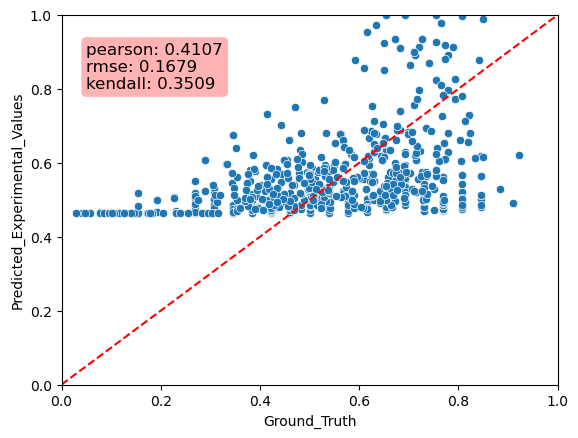 1.0
0.8
0.6
0.4
0.2
0.0
Predicted_Experimental_Values
pearson: 0.4107
rmse: 0.1679
kendall: 0.3509
0.0 0.2 0.4 0.6 0.8 1.0
Ground_Truth